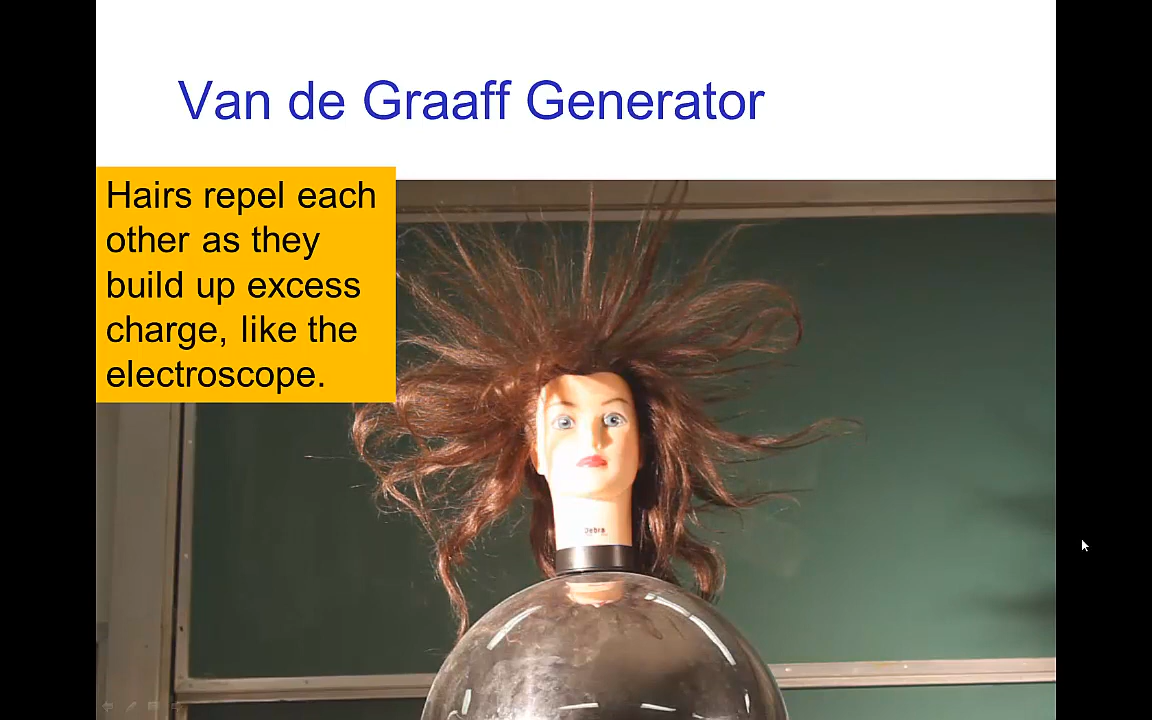 Van de Graaff Generator
Hairs repel each
other as they
build up excess
charge, like the
electroscope.
Debra